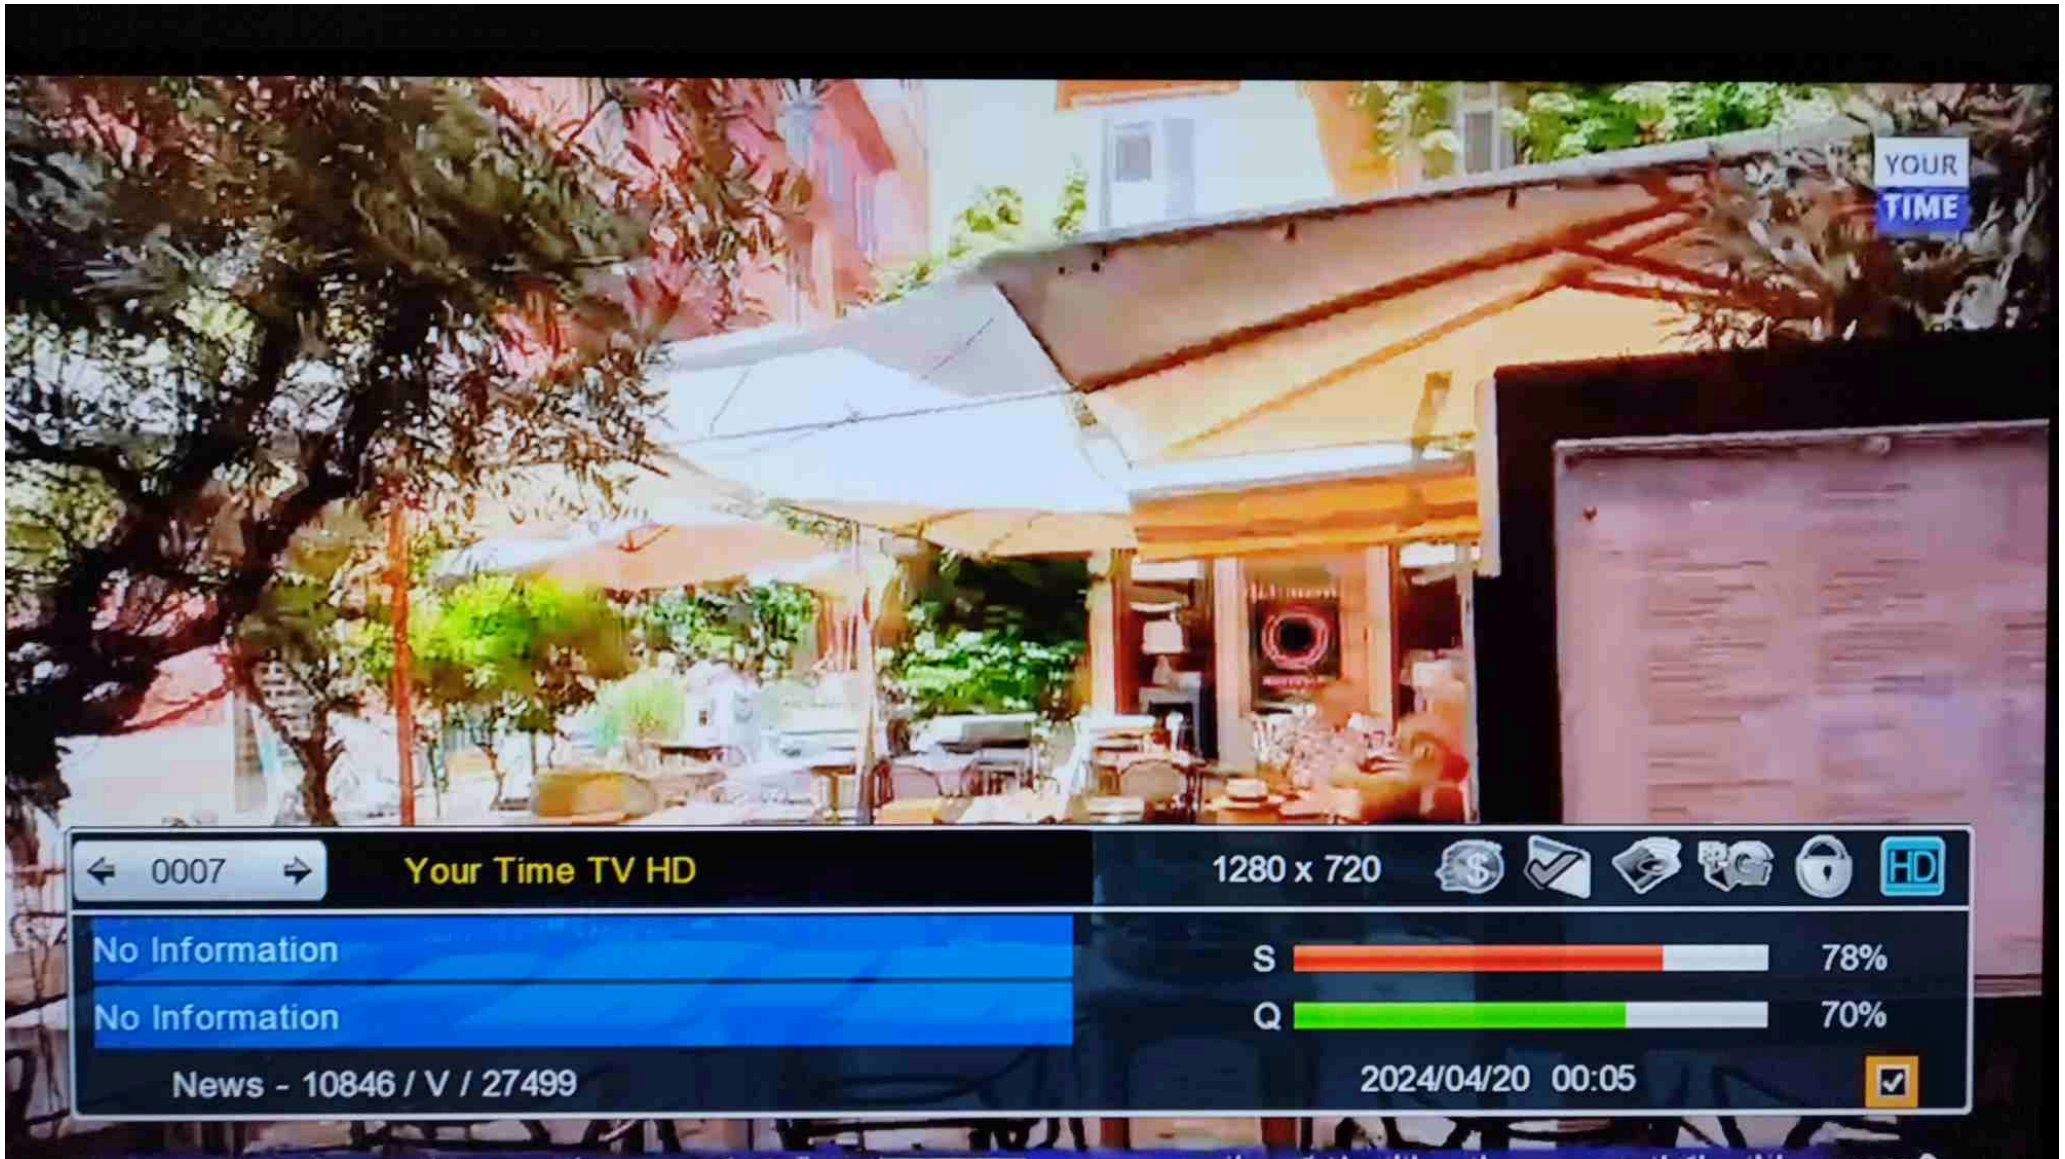 YOUR
TIME
0007
Your Time TV HD
1280 x 720
$
HD
No Information
S
78%
No Information
Q
70%
News - 10846 / V / 27499
2024/04/20 00:05